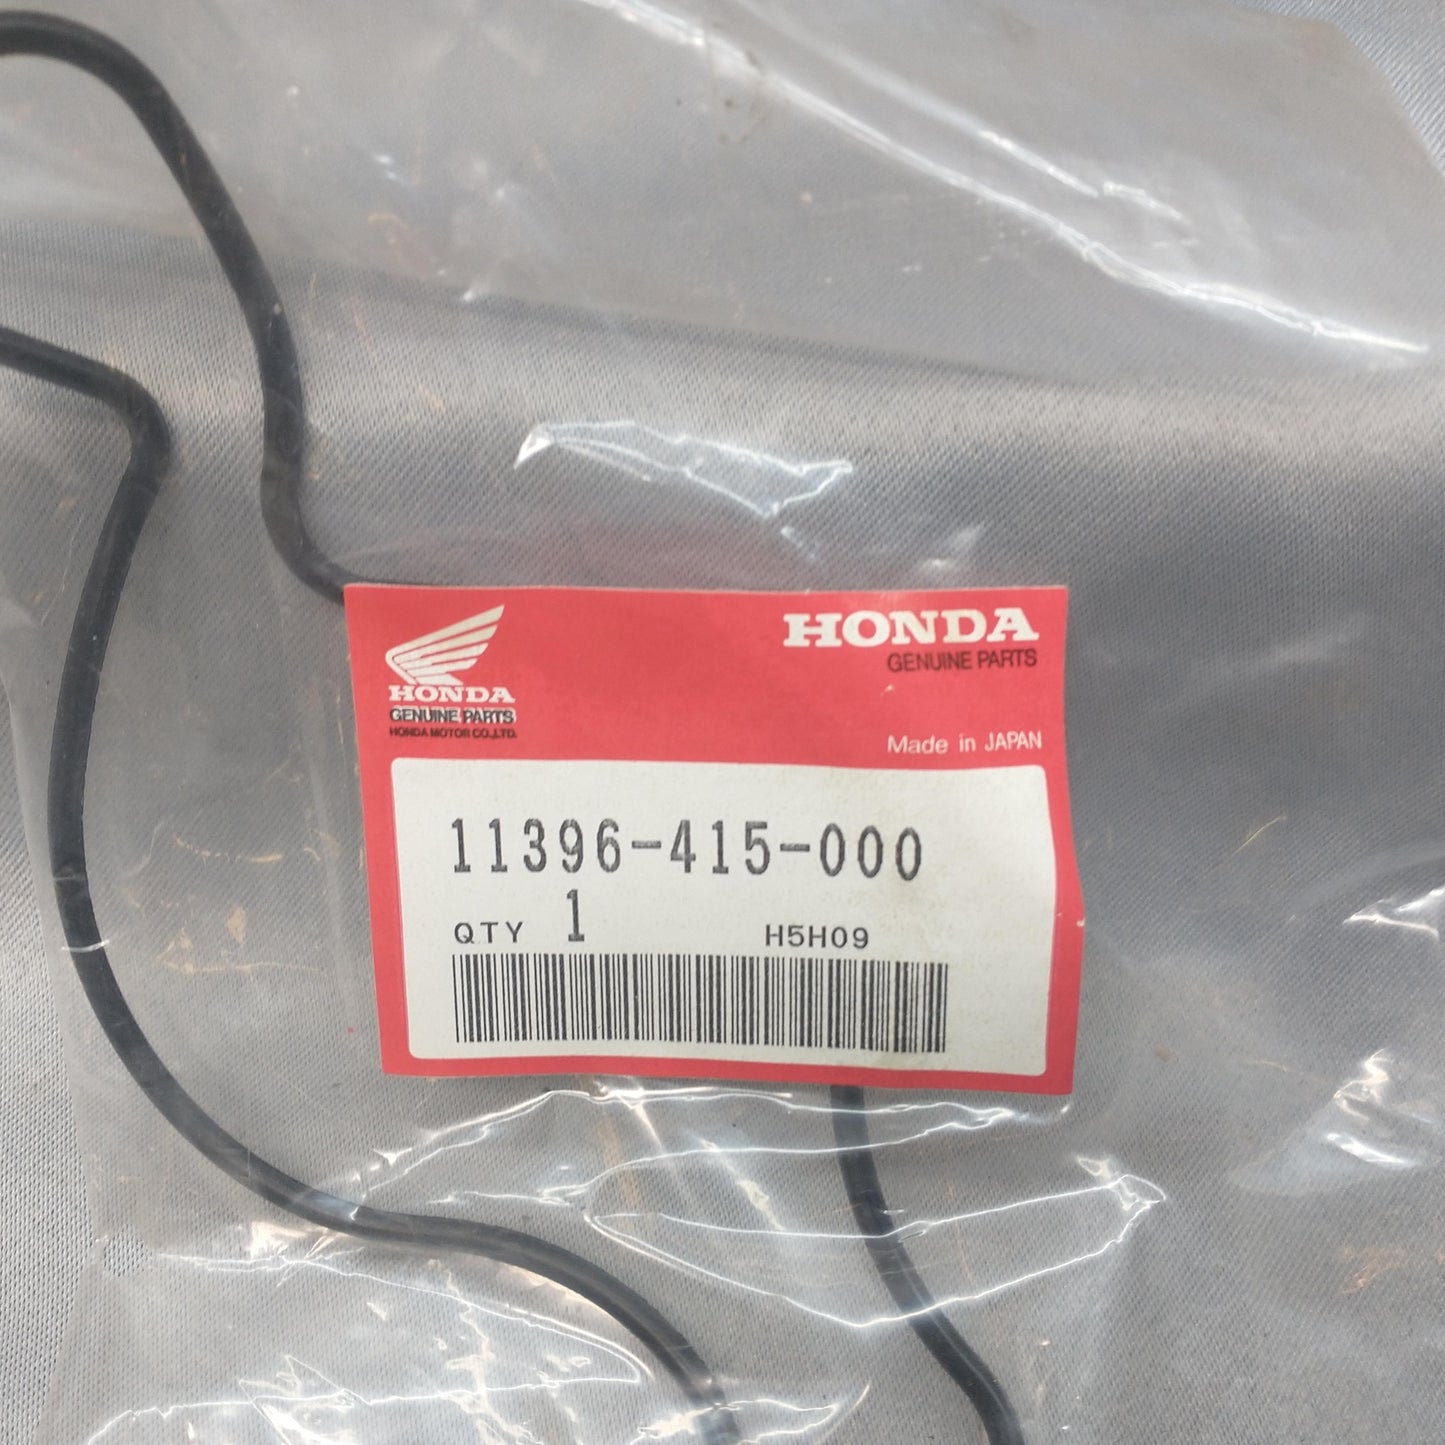 HONDA
GENUINE PARTS
HONDA MOTOR CO.,LTD.
HONDA
GENUINE PARTS
Made in JAPAN
11396-415-000
QTY 1 H5H09